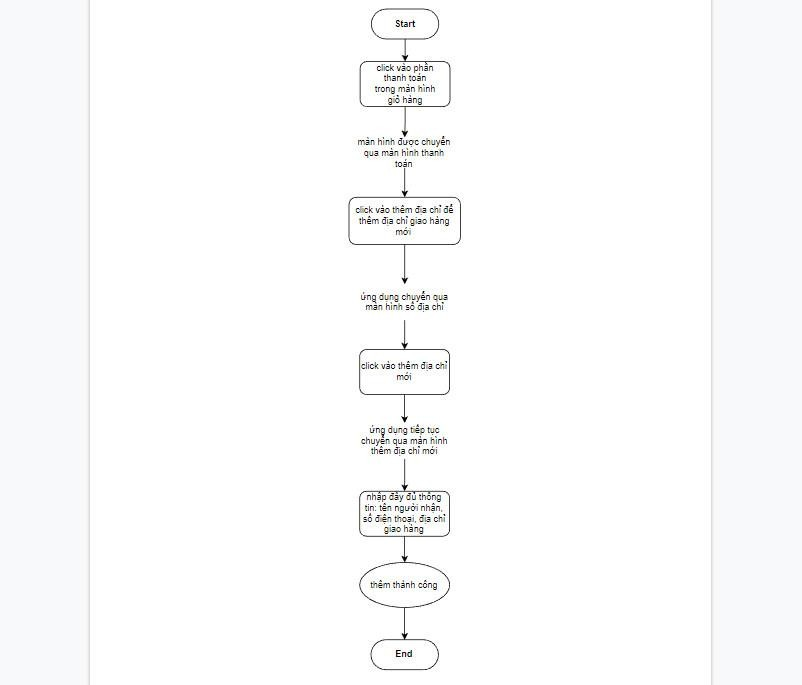 Start
click vào phần
thanh toán
trong màn hình
giỏ hàng
màn hình được chuyển
qua màn hình thanh
toán
click vào thêm địa chỉ để
thêm địa chỉ giao hàng
mới
ứng dụng chuyển qua
màn hình số địa chỉ
click vào thêm địa chỉ
mới
ứng dụng tiếp tục
chuyển qua màn hình
thêm địa chỉ mới
nhập đầy đủ thông
tin: tên người nhận,
số điện thoại, địa chỉ
giao hàng
thêm thành công
End